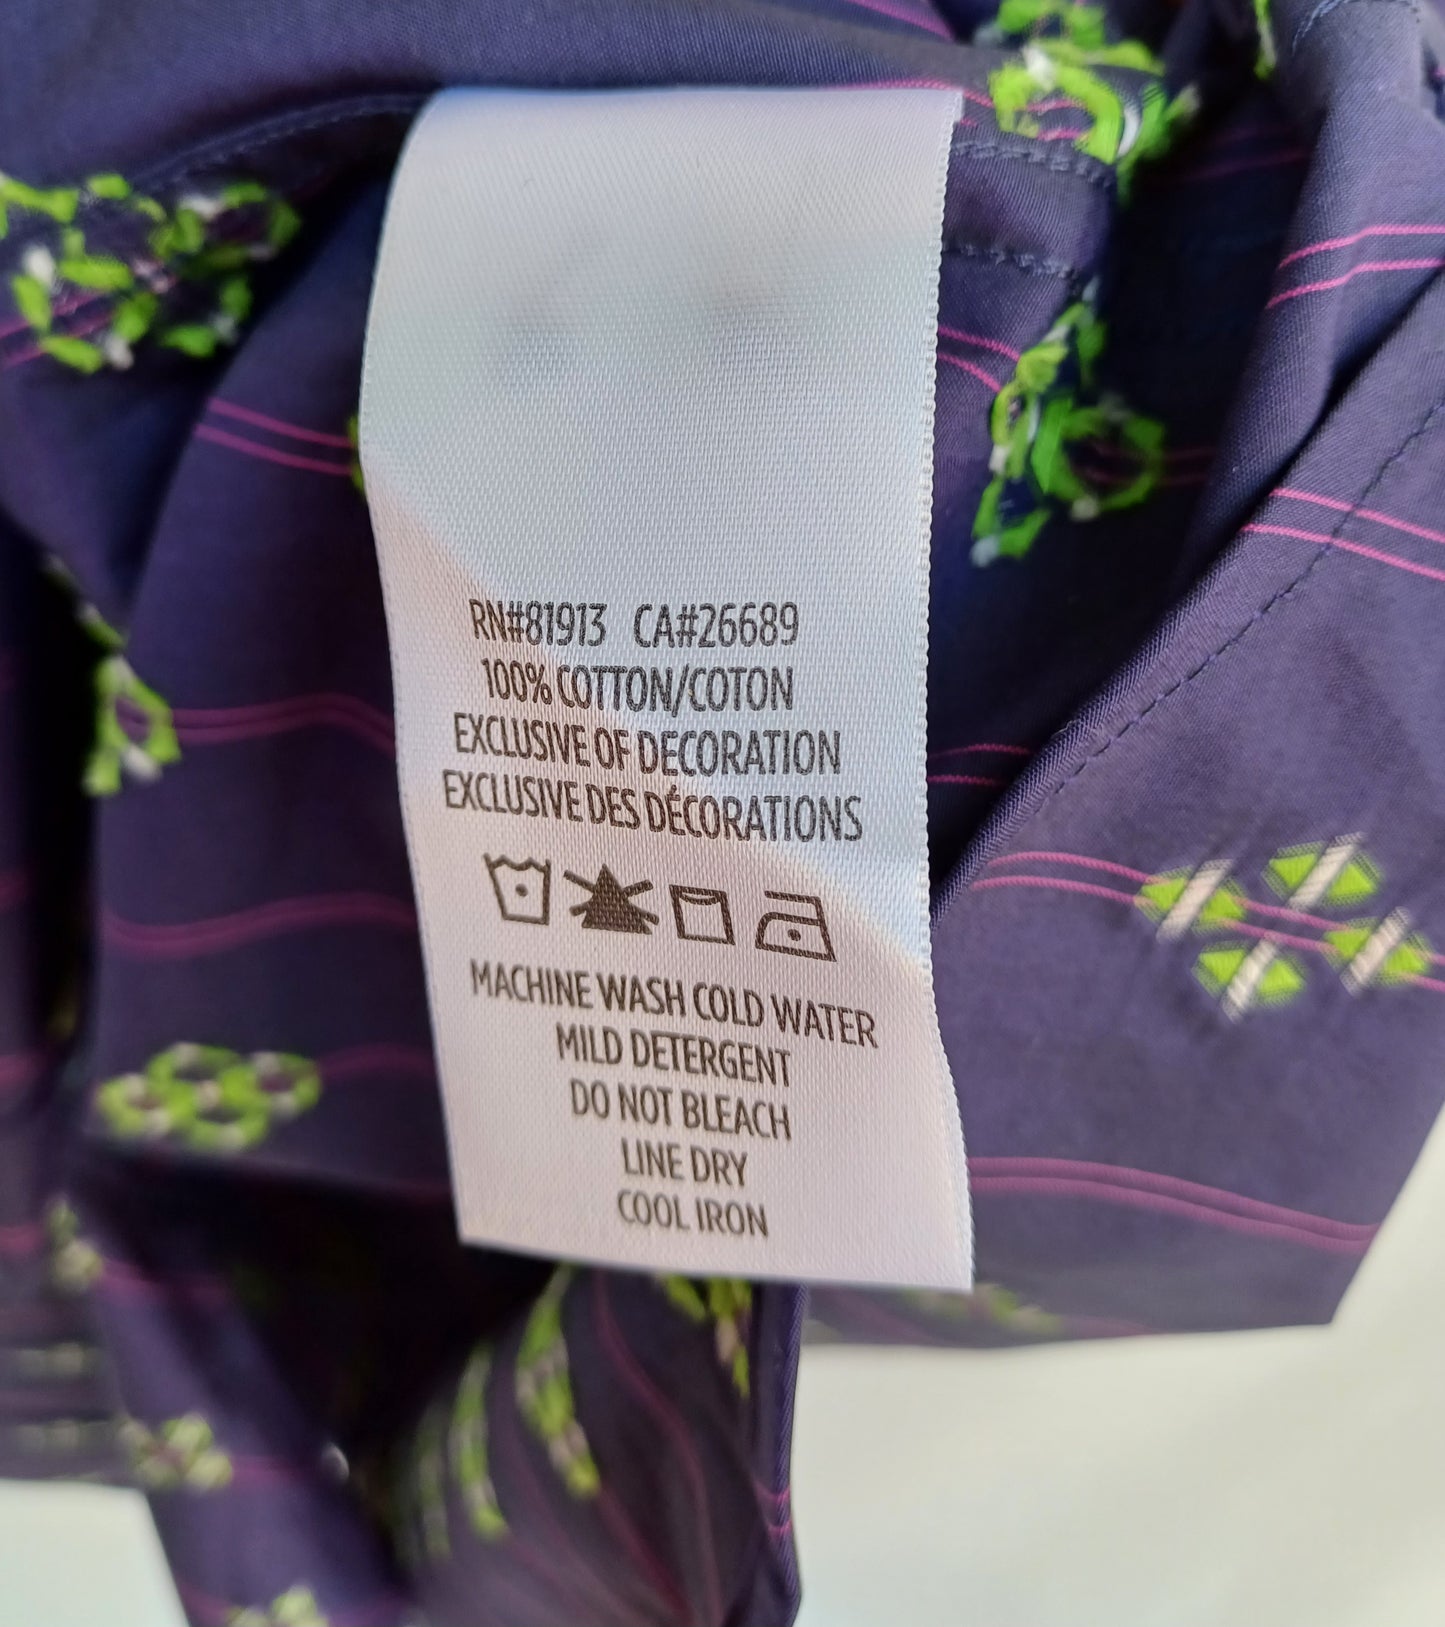 RN#81913 CA#26689
100% COTTON/COTON
EXCLUSIVE OF DECORATION
EXCLUSIVE DES DÉCORATIONS
MACHINE WASH COLD WATER
MILD DETERGENT
DO NOT BLEACH
LINE DRY
COOL IRON